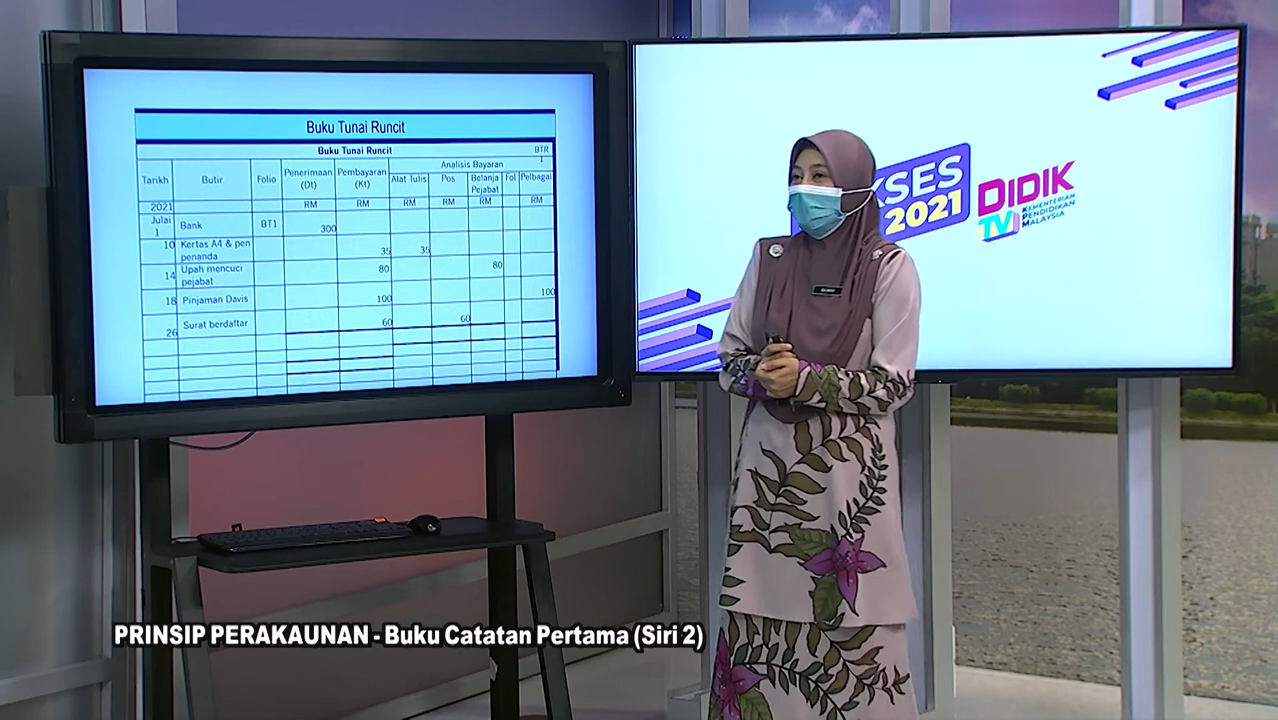 Buku Tunai Runcit
Buku Tunai Runcit BTR 1
Tarikh Butir Folio Penerimaan (Dt) Pembayaran (Kt) Analisis Bayaran
Alat Tulis Pos Belanja Pejabat Fol Pelbagai
2021 RM RM RM RM RM RM
Julai 1 Bank BT1 300
10 Kertas A4 & pen penanda 35 35
14 Upah mencuci pejabat 80 80
18 Pinjaman Davis 100 100
26 Surat berdaftar 60 60
KSES
2021
DIDIK
TV
KEMENTERIAN
PENDIDIKAN
MALAYSIA
PRINSIP PERAKAUNAN - Buku Catatan Pertama (Siri 2)